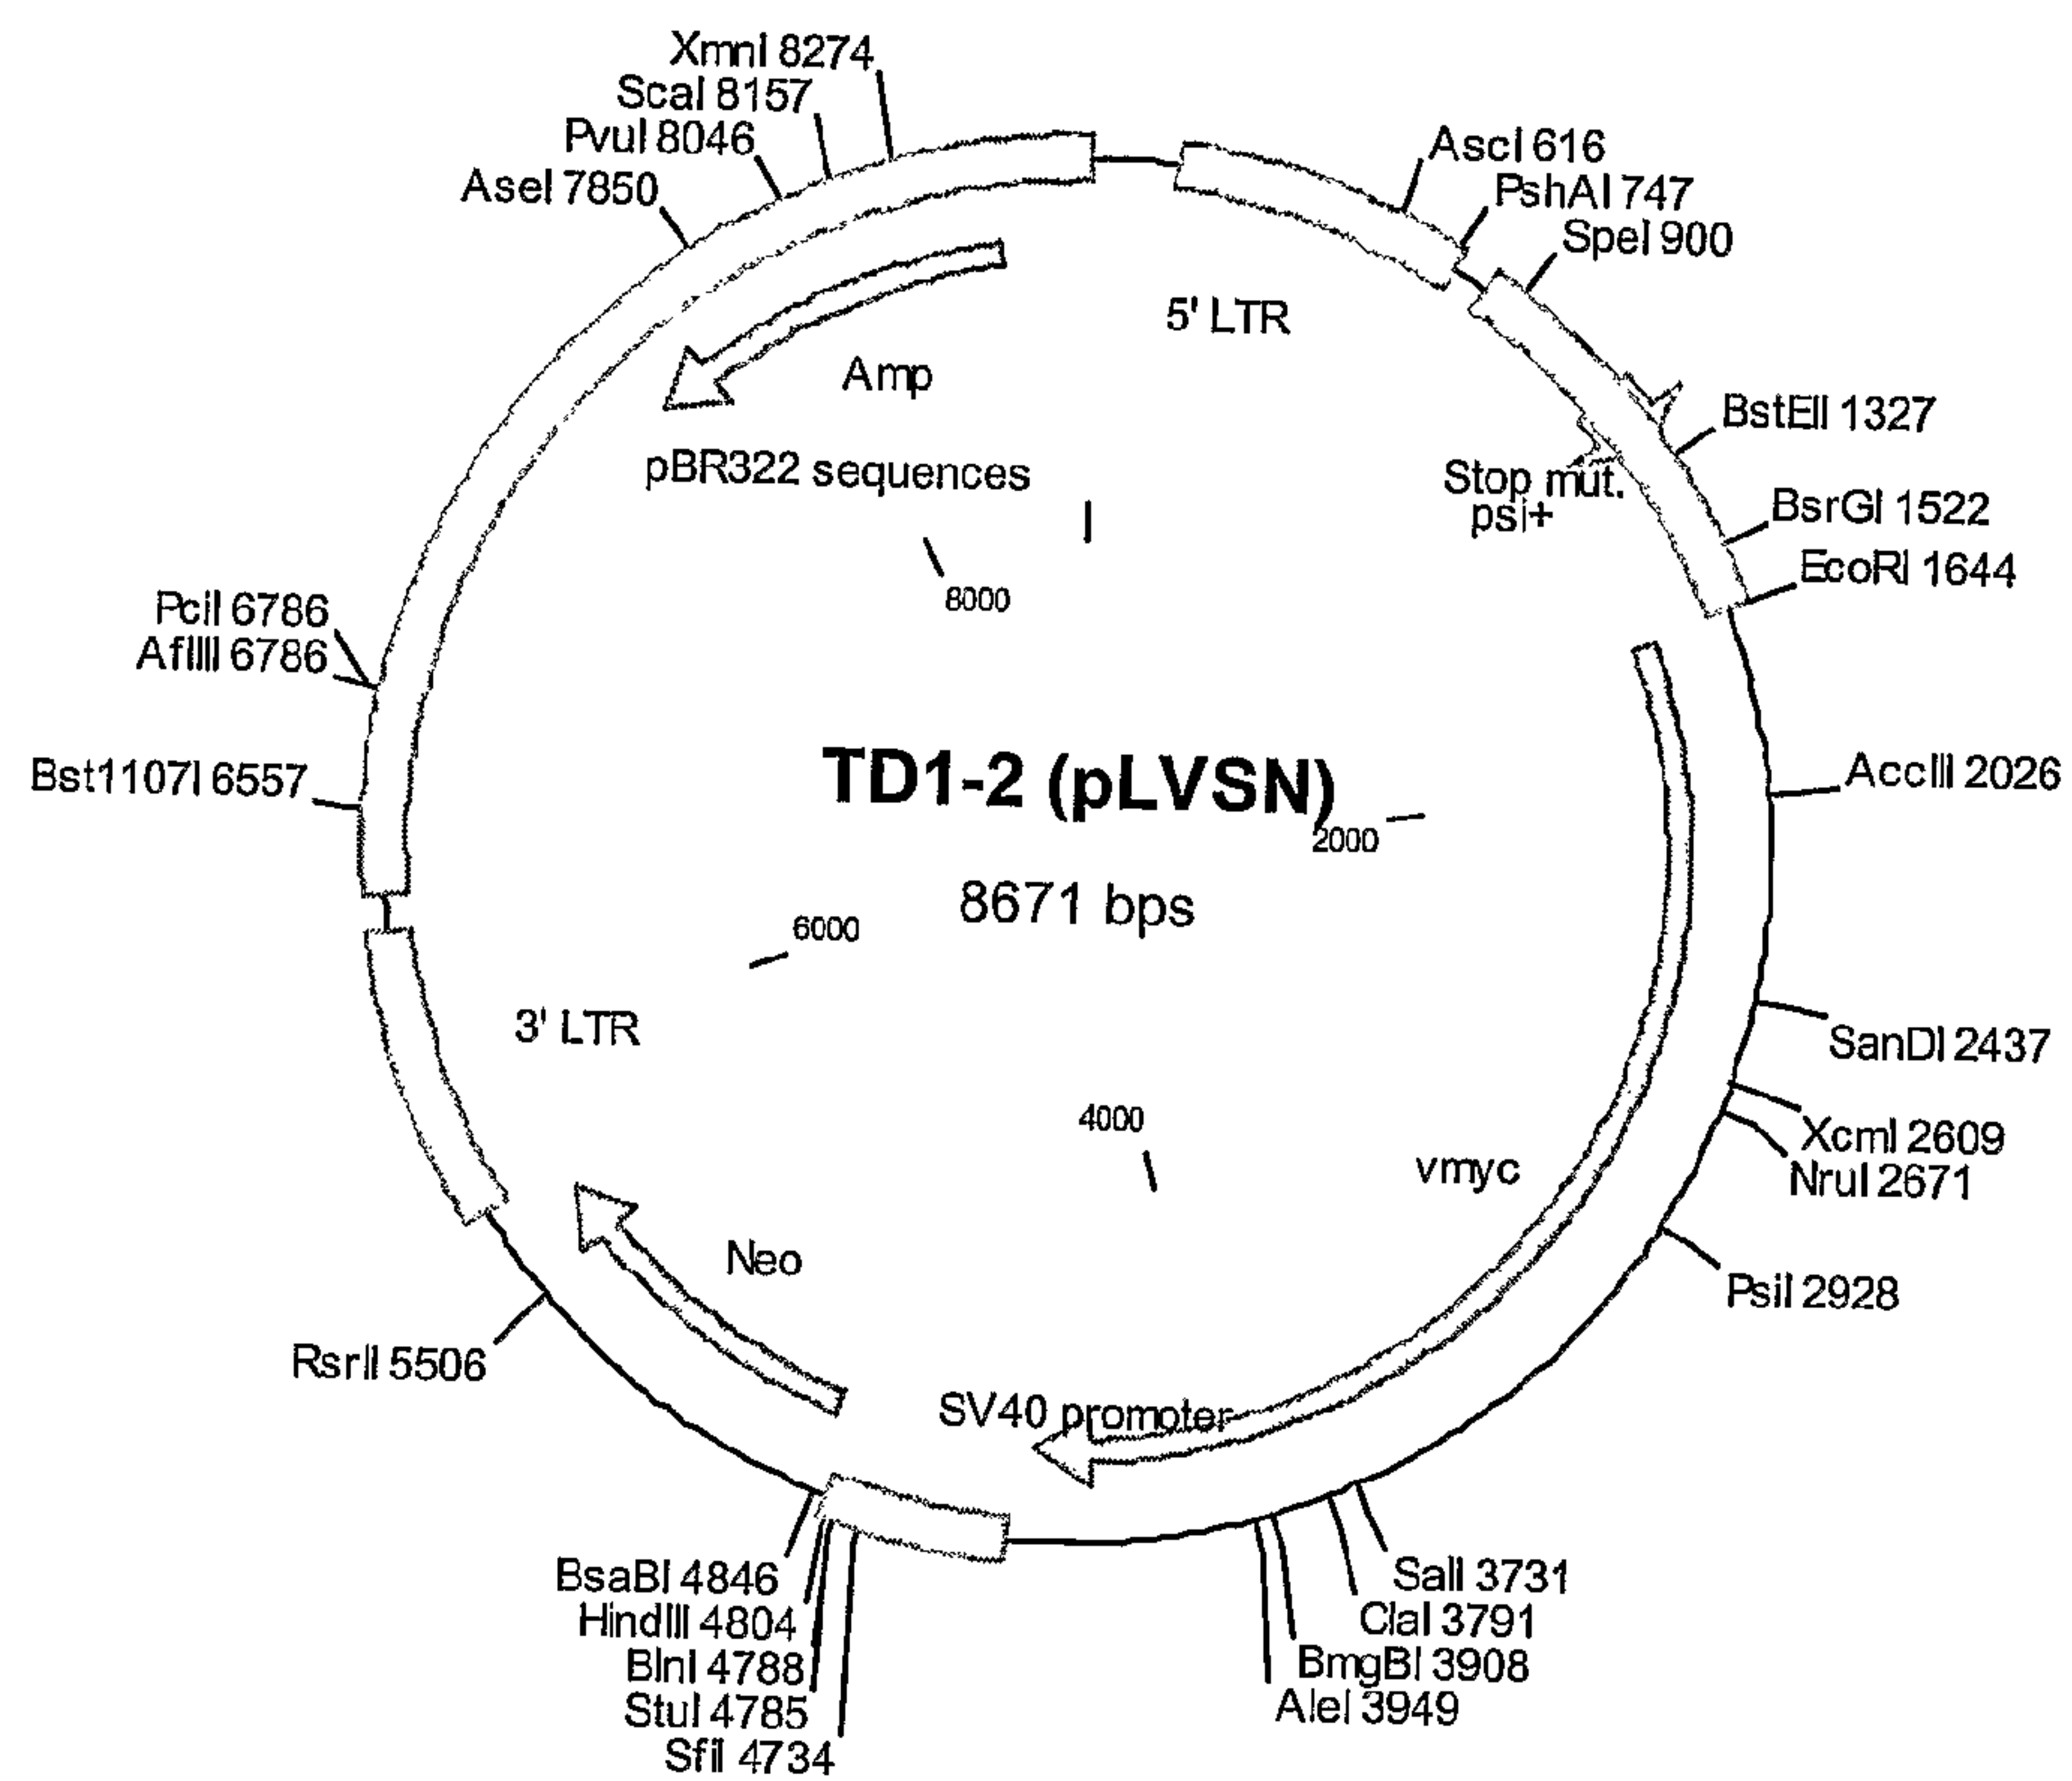 XmnI 8274
ScaI 8157
PvuI 8046
AseI 7850
AscI 616
PshAI 747
SpeI 900
5' LTR
Amp
BstEII 1327
pBR322 sequences
Stop mut.
psi+
BsrGI 1522
EcoRI 1644
8000
PciI 6786
AflIII 6786
Bst1107I 6557
TD1-2 (pLVSN)
2000
AccIII 2026
8671 bps
6000
3' LTR
SanDI 2437
4000
XcmI 2609
vmyc
NruI 2671
Neo
PsiI 2928
RsrII 5506
SV40 promoter
BsaBI 4846
HindIII 4804
BlnI 4788
StuI 4785
SfiI 4734
SalI 3731
ClaI 3791
BmgBI 3908
AleI 3949